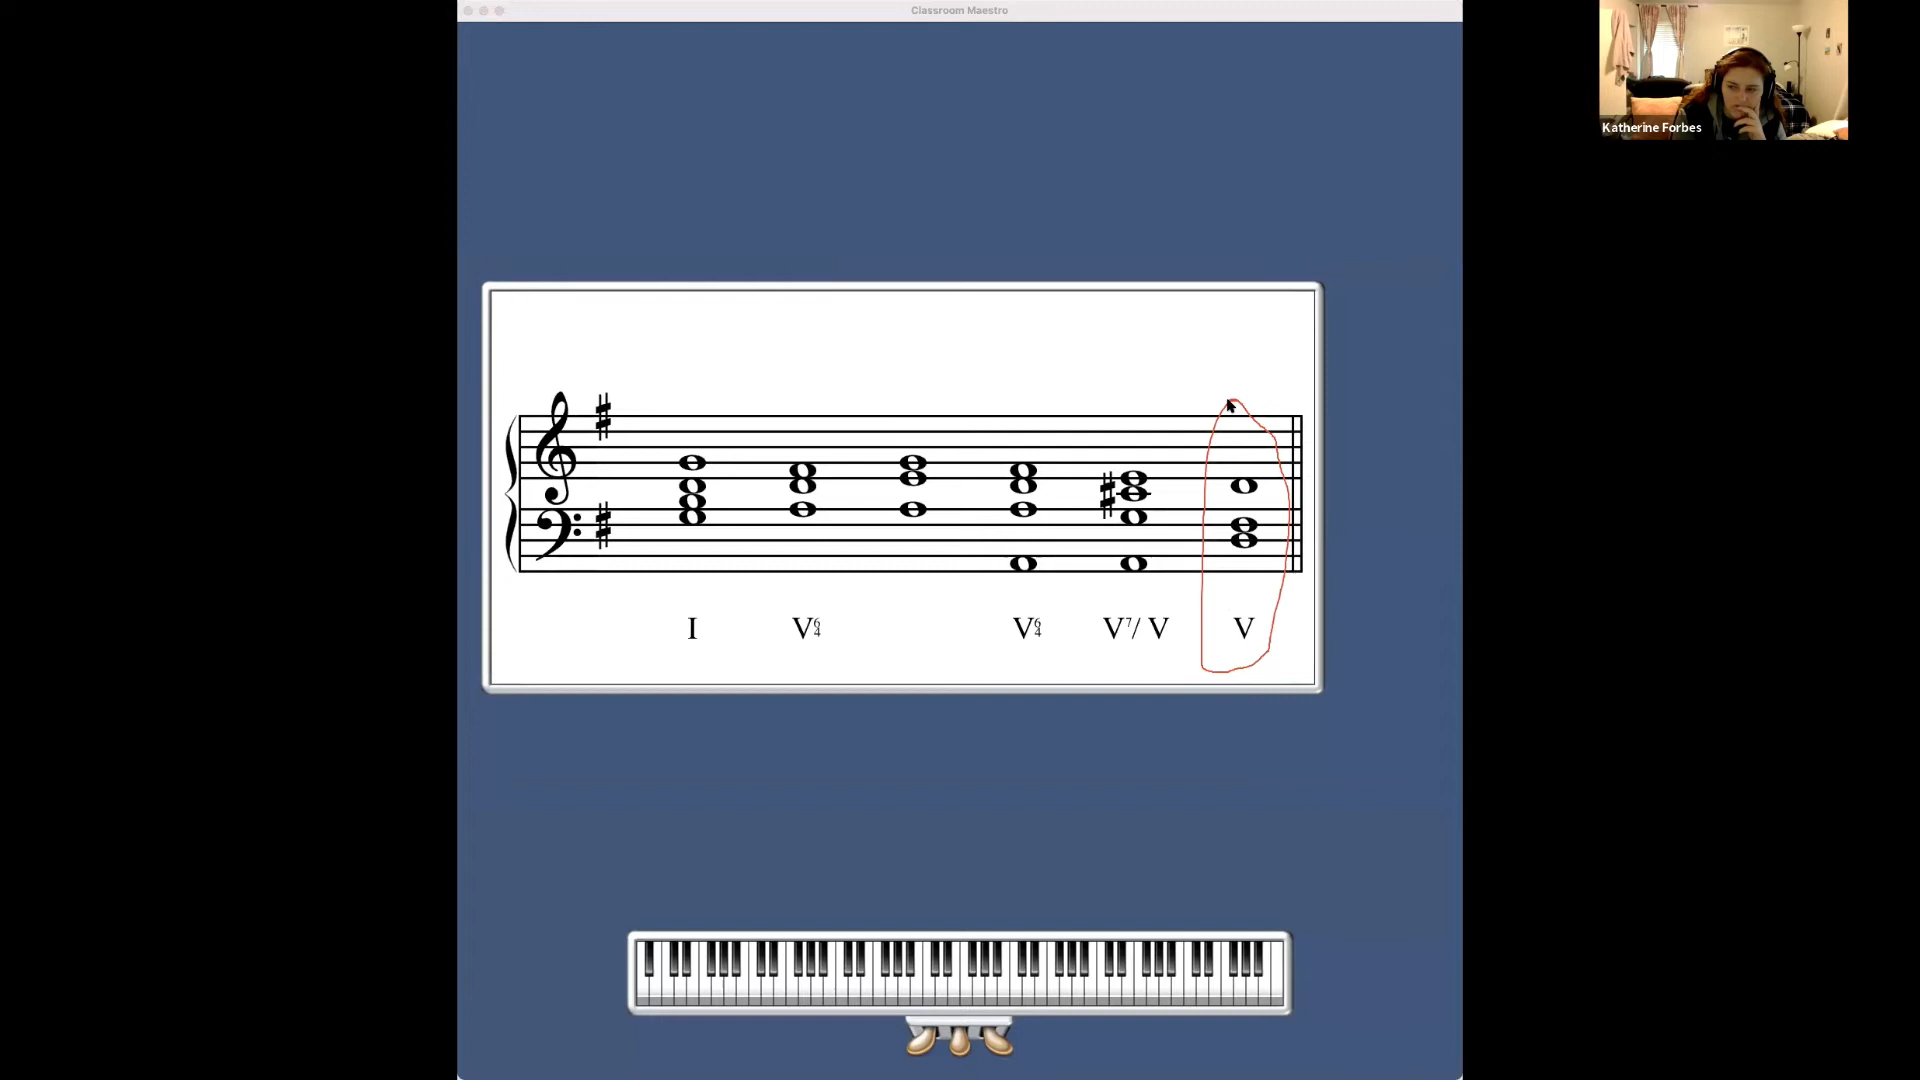 Classroom Maestro
Katherine Forbes
I V6/4 V6/4 V7/ V V